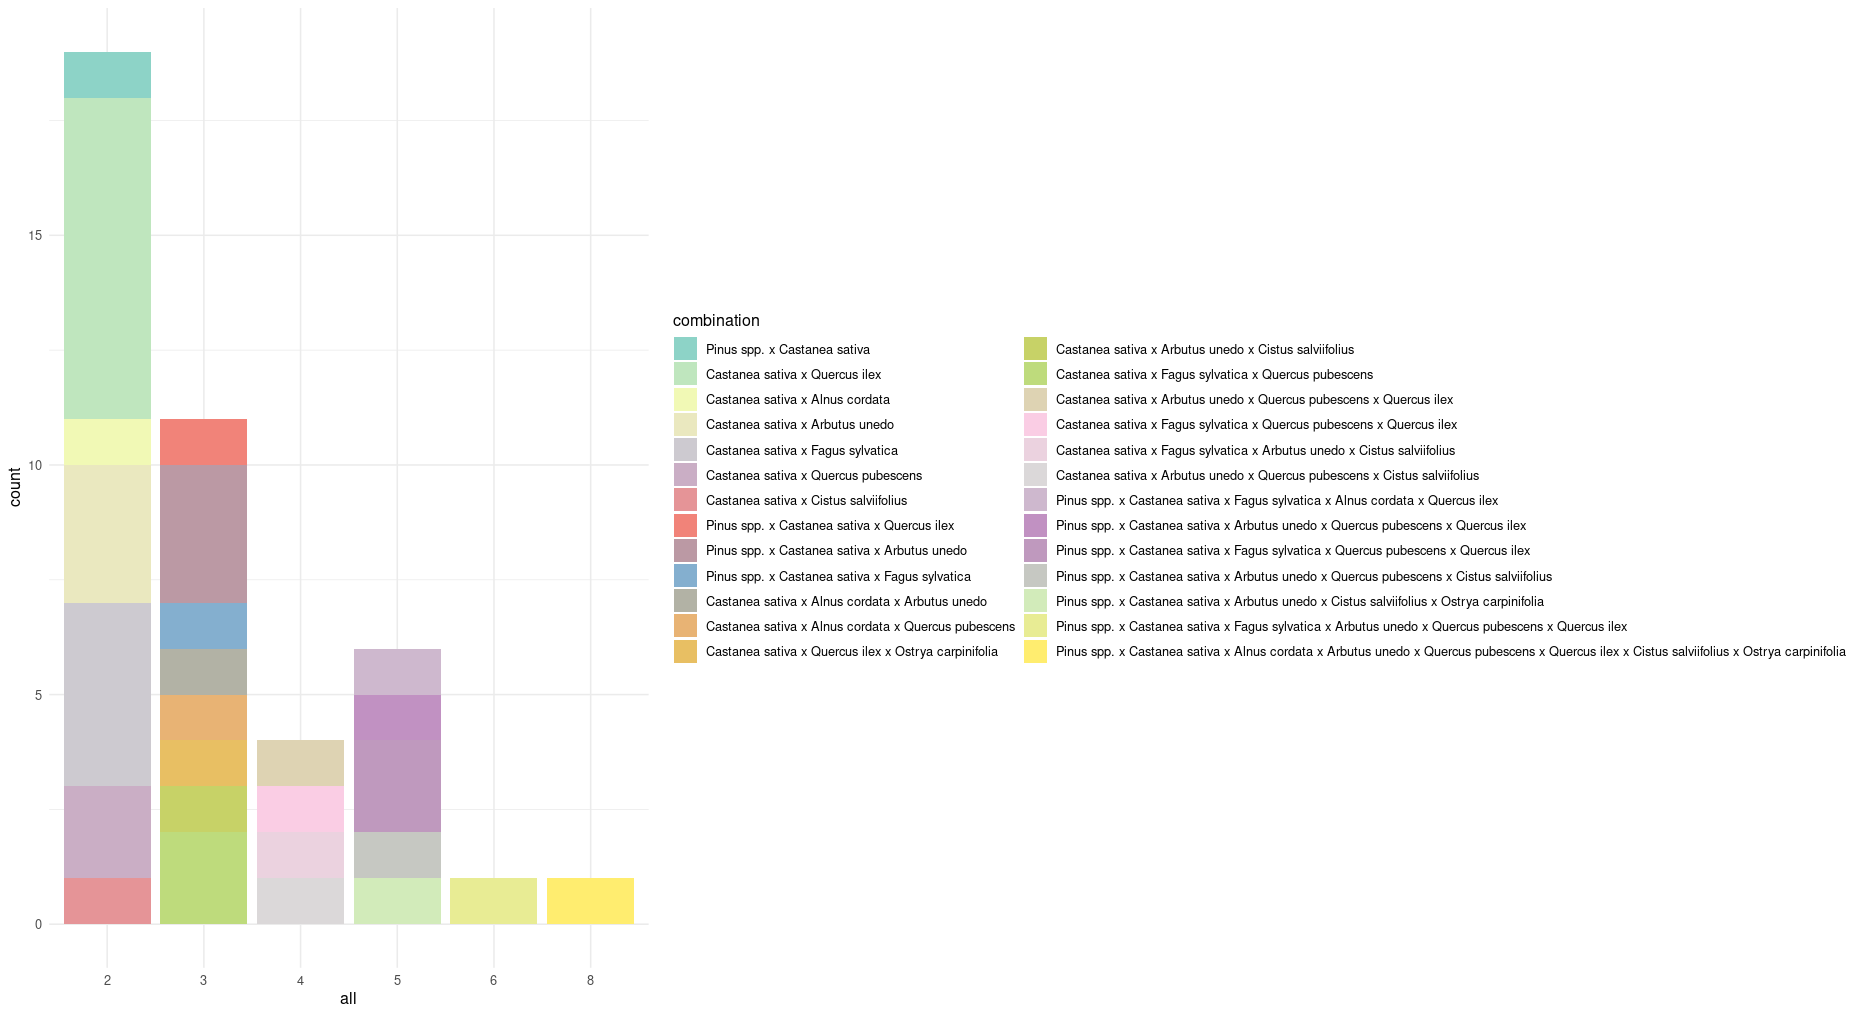 15
10
5
0
count
2 3 4 5 6 8
all
combination
Pinus spp. x Castanea sativa
Castanea sativa x Quercus ilex
Castanea sativa x Alnus cordata
Castanea sativa x Arbutus unedo
Castanea sativa x Fagus sylvatica
Castanea sativa x Quercus pubescens
Castanea sativa x Cistus salviifolius
Pinus spp. x Castanea sativa x Quercus ilex
Pinus spp. x Castanea sativa x Arbutus unedo
Pinus spp. x Castanea sativa x Fagus sylvatica
Castanea sativa x Alnus cordata x Arbutus unedo
Castanea sativa x Alnus cordata x Quercus pubescens
Castanea sativa x Quercus ilex x Ostrya carpinifolia
Castanea sativa x Arbutus unedo x Cistus salviifolius
Castanea sativa x Fagus sylvatica x Quercus pubescens
Castanea sativa x Arbutus unedo x Quercus pubescens x Quercus ilex
Castanea sativa x Fagus sylvatica x Quercus pubescens x Quercus ilex
Castanea sativa x Fagus sylvatica x Arbutus unedo x Cistus salviifolius
Castanea sativa x Arbutus unedo x Quercus pubescens x Cistus salviifolius
Pinus spp. x Castanea sativa x Fagus sylvatica x Alnus cordata x Quercus ilex
Pinus spp. x Castanea sativa x Arbutus unedo x Quercus pubescens x Quercus ilex
Pinus spp. x Castanea sativa x Fagus sylvatica x Quercus pubescens x Quercus ilex
Pinus spp. x Castanea sativa x Arbutus unedo x Quercus pubescens x Cistus salviifolius
Pinus spp. x Castanea sativa x Arbutus unedo x Cistus salviifolius x Ostrya carpinifolia
Pinus spp. x Castanea sativa x Fagus sylvatica x Arbutus unedo x Quercus pubescens x Quercus ilex
Pinus spp. x Castanea sativa x Alnus cordata x Arbutus unedo x Quercus pubescens x Quercus ilex x Cistus salviifolius x Ostrya carpinifolia